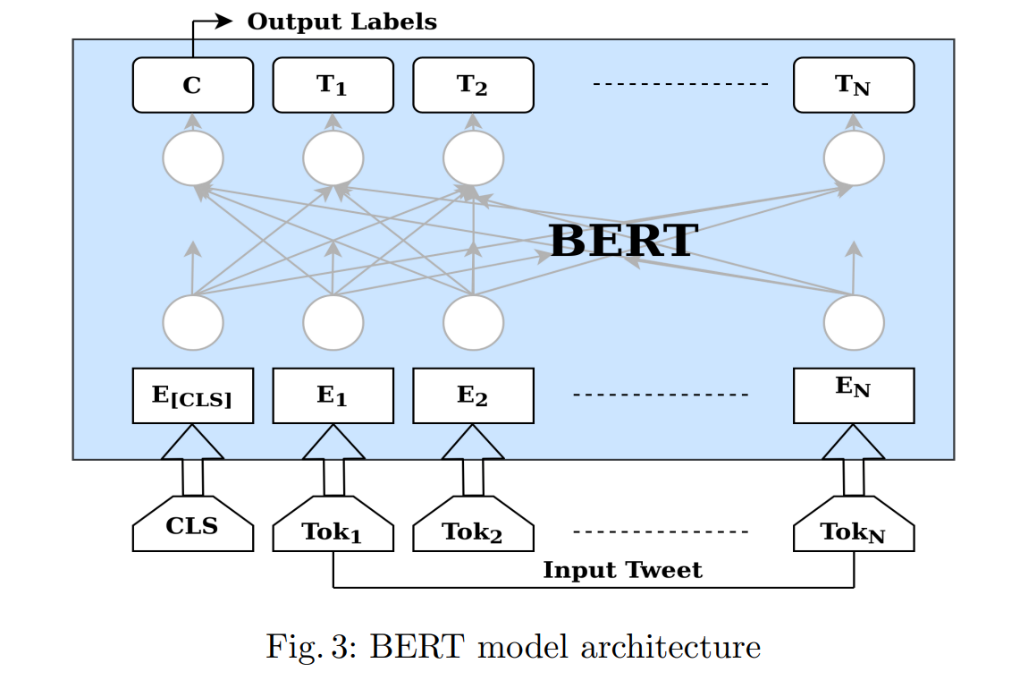 Output Labels
C T1 T2 TN
BERT
E[CLS] E1 E2 EN
CLS Tok1 Tok2 TokN
Input Tweet
Fig. 3: BERT model architecture